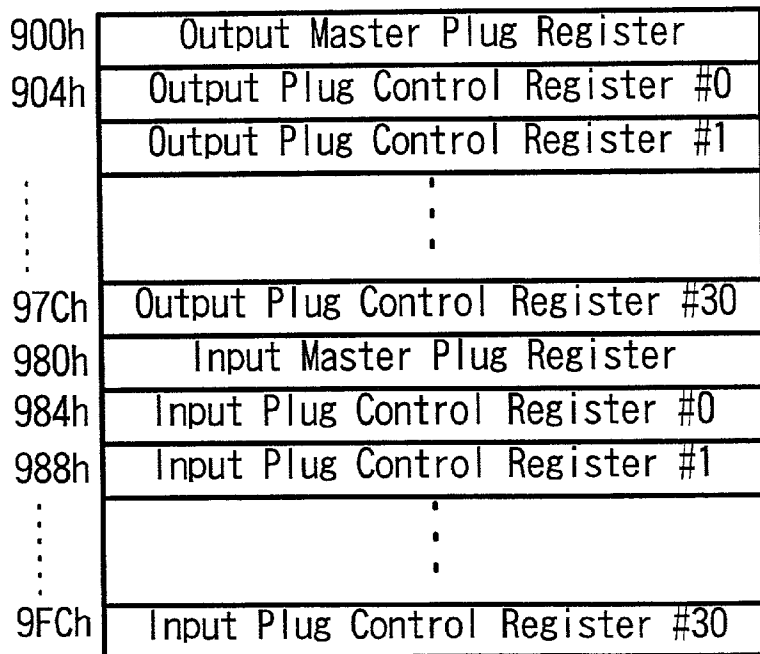 900h Output Master Plug Register
904h Output Plug Control Register #0
Output Plug Control Register #1
97Ch Output Plug Control Register #30
980h Input Master Plug Register
984h Input Plug Control Register #0
988h Input Plug Control Register #1
9FCh Input Plug Control Register #30